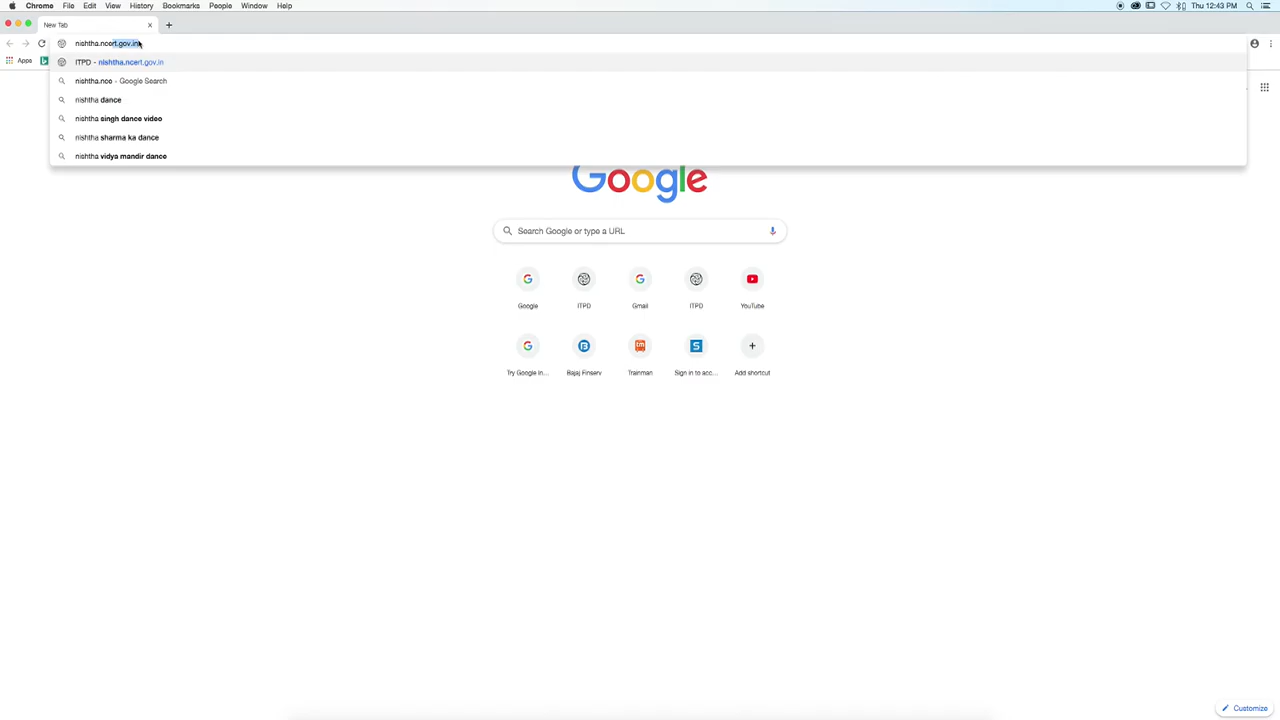 Chrome File Edit View History Bookmarks People Window Help
Thu 12:43 PM
New Tab
nishtha.ncert.gov.in
Apps
ITPD - nishtha.ncert.gov.in
nishtha.nce - Google Search
nishtha dance
nishtha singh dance video
nishtha sharma ka dance
nishtha vidya mandir dance
Google
Search Google or type a URL
Google ITPD Gmail ITPD YouTube
Try Google In... Bajaj Finserv Trainman Sign in to acc... Add shortcut
Customize